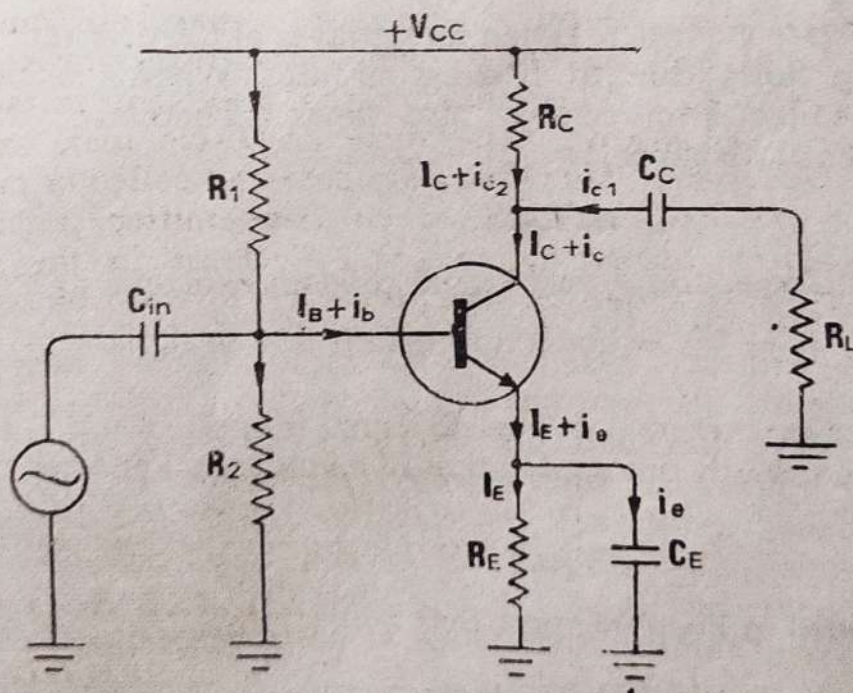 +VCC
RC
IC+ic2
ic1
CC
R1
IC+ic
Cin
IB+ib
RL
IE+ie
R2
IE
ie
RE
CE